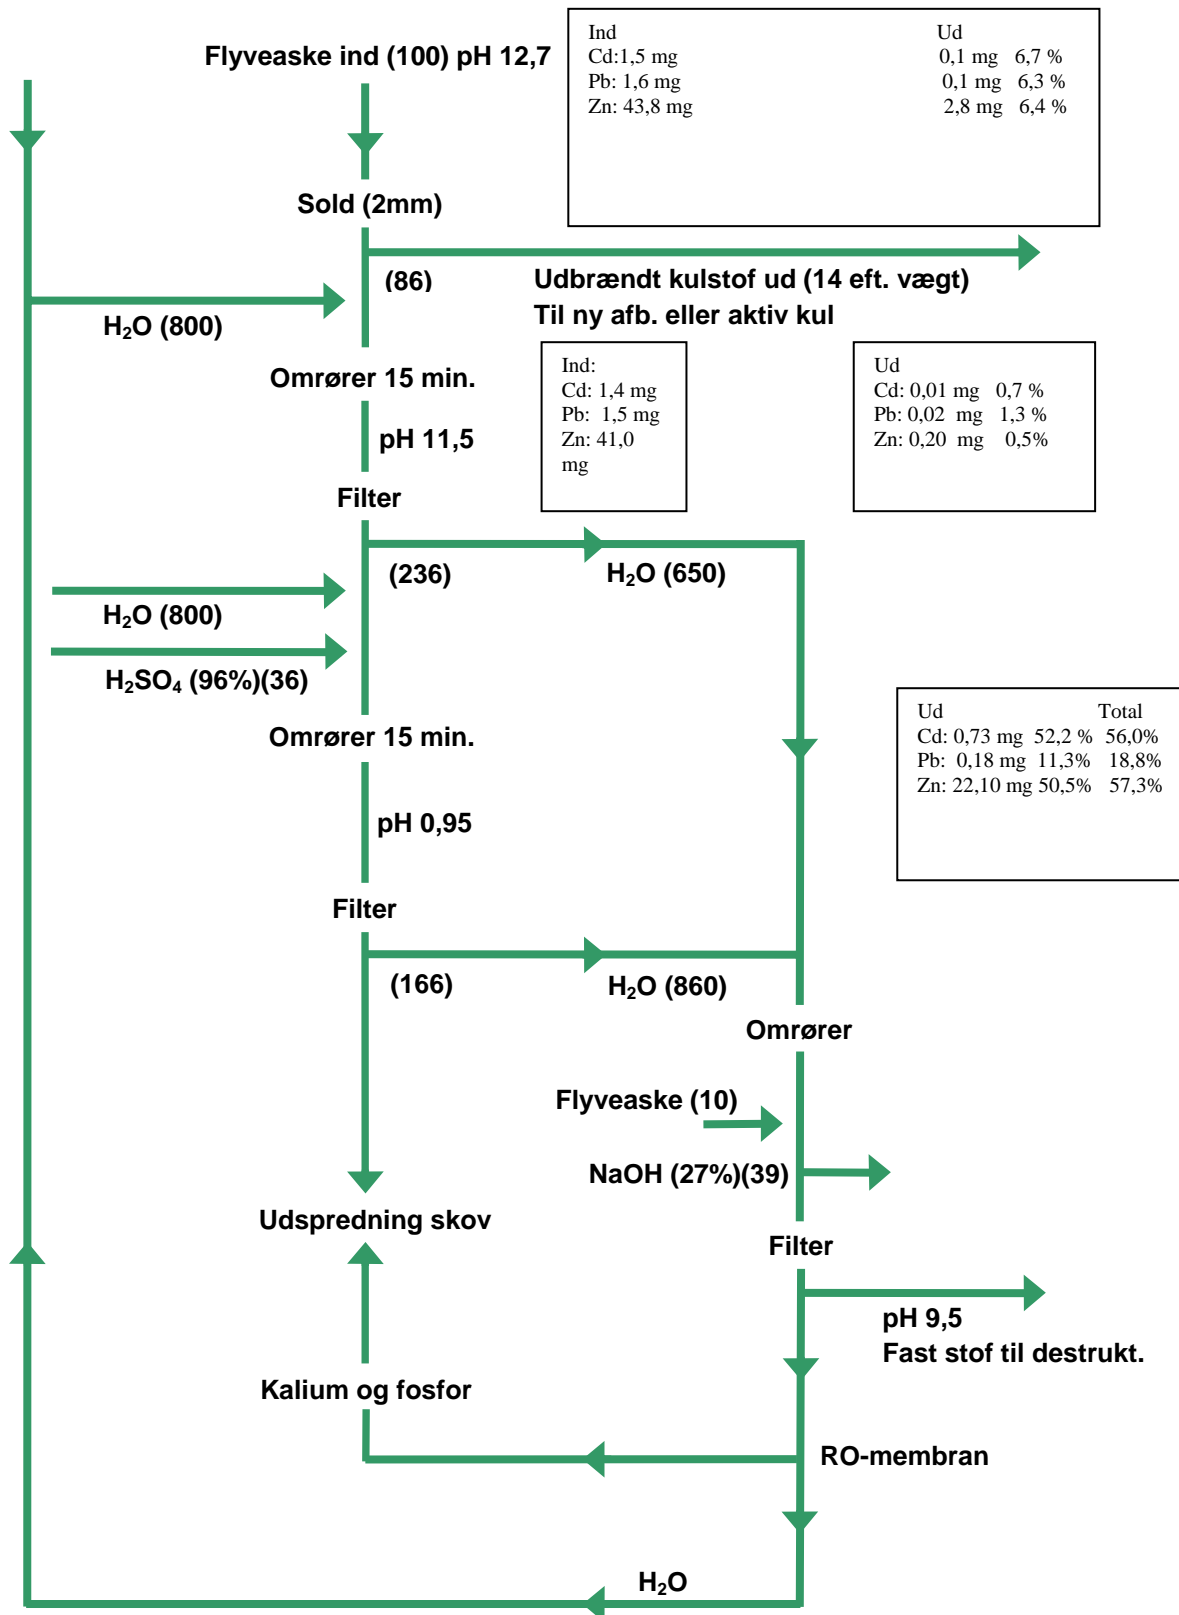 Flyveaske ind (100) pH 12,7
Ind Ud
Cd:1,5 mg 0,1 mg 6,7 %
Pb: 1,6 mg 0,1 mg 6,3 %
Zn: 43,8 mg 2,8 mg 6,4 %
Sold (2mm)
(86)
Udbrændt kulstof ud (14 eft. vægt)
Til ny afb. eller aktiv kul
H₂O (800)
Omrører 15 min.
Ind:
Cd: 1,4 mg
Pb: 1,5 mg
Zn: 41,0
mg
Ud
Cd: 0,01 mg 0,7 %
Pb: 0,02 mg 1,3 %
Zn: 0,20 mg 0,5%
pH 11,5
Filter
(236)
H₂O (650)
H₂O (800)
H₂SO₄ (96%)(36)
Omrører 15 min.
Ud Total
Cd: 0,73 mg 52,2 % 56,0%
Pb: 0,18 mg 11,3% 18,8%
Zn: 22,10 mg 50,5% 57,3%
pH 0,95
Filter
(166)
H₂O (860)
Omrører
Flyveaske (10)
NaOH (27%)(39)
Udspredning skov
Filter
pH 9,5
Fast stof til destrukt.
Kalium og fosfor
RO-membran
H₂O